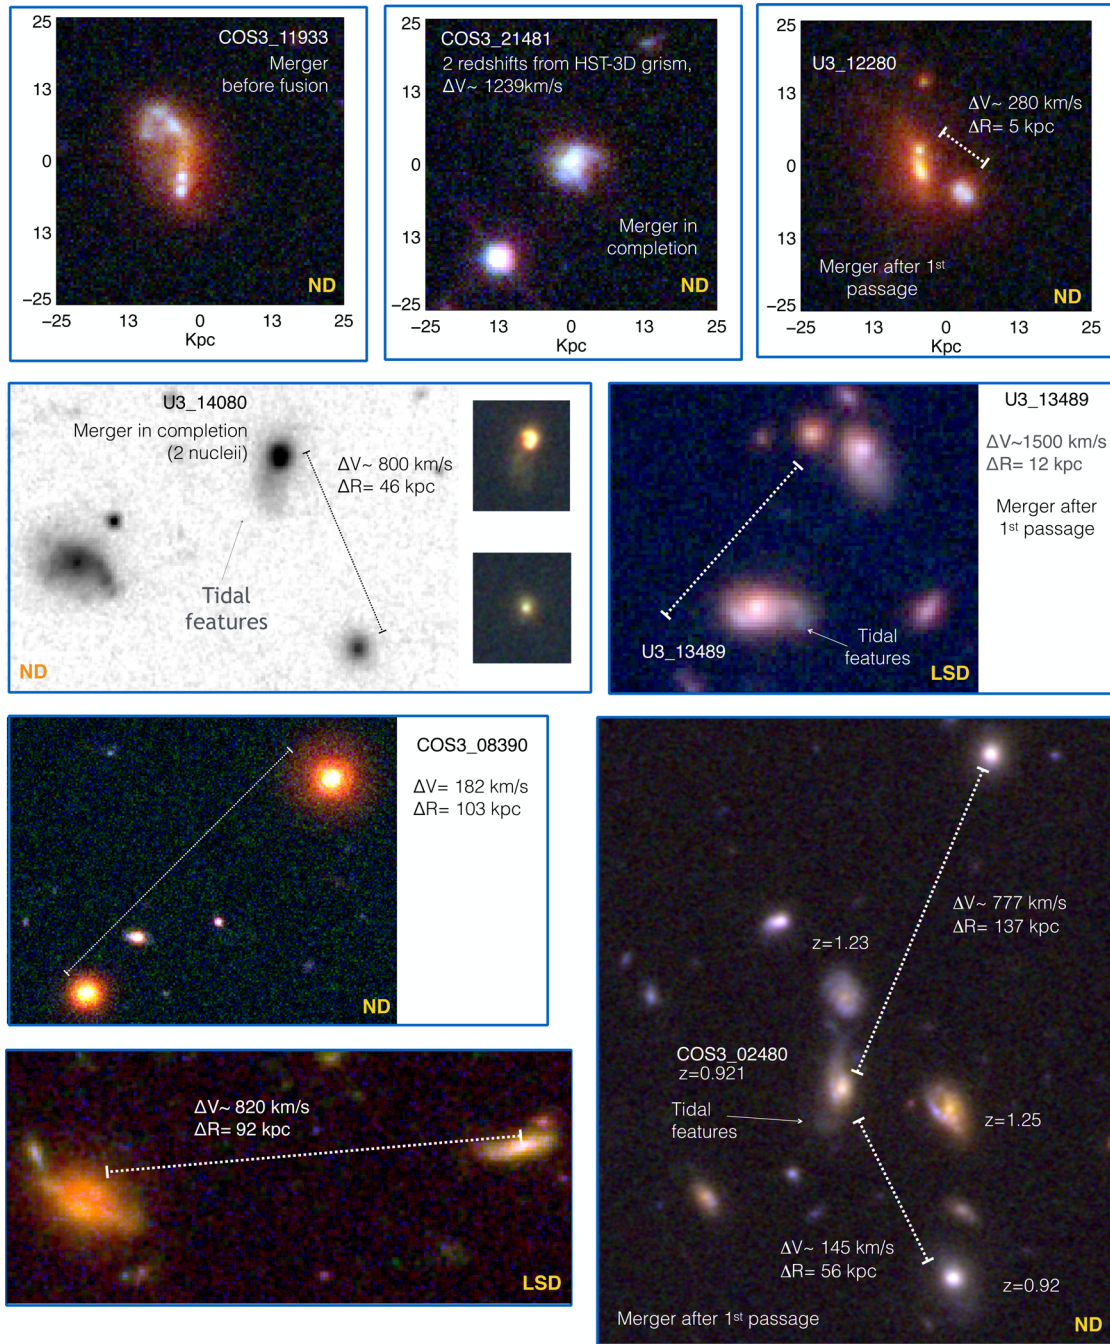 25
13
0
13
−25
−25
13
0
25
Kpc
COS3_11933
Merger
before fusion
ND
25
13
0
13
−25
−25
13
0
25
Kpc
COS3_21481
2 redshifts from HST-3D grism,
ΔV~ 1239km/s
Merger in
completion
ND
25
13
0
13
−25
−25
13
0
25
Kpc
U3_12280
ΔV~ 280 km/s
ΔR= 5 kpc
Merger after 1st
passage
ND
U3_14080
Merger in completion
(2 nucleii)
ΔV~ 800 km/s
ΔR= 46 kpc
Tidal
features
ND
U3_13489
ΔV~1500 km/s
ΔR= 12 kpc
Merger after
1st passage
U3_13489
Tidal
features
LSD
COS3_08390
ΔV= 182 km/s
ΔR= 103 kpc
ND
ΔV~ 820 km/s
ΔR= 92 kpc
LSD
ΔV~ 777 km/s
ΔR= 137 kpc
z=1.23
COS3_02480
z=0.921
Tidal
features
z=1.25
ΔV~ 145 km/s
ΔR= 56 kpc
z=0.92
Merger after 1st passage
ND